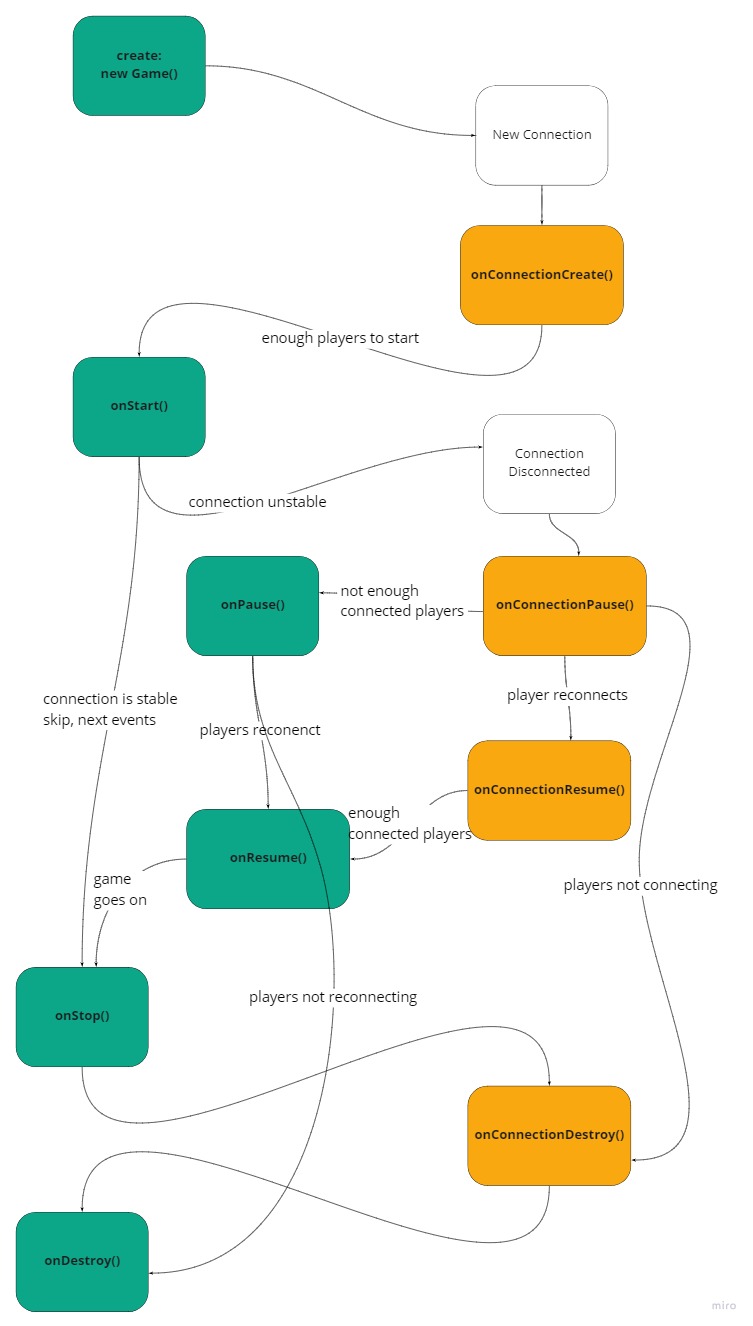 create:
new Game()
New Connection
onConnectionCreate()
enough players to start
onStart()
Connection
Disconnected
connection unstable
onPause()
not enough
connected players
onConnectionPause()
connection is stable
skip, next events
player reconnects
players reconenct
onConnectionResume()
enough
connected players
onResume()
game
goes on
players not connecting
players not reconnecting
onStop()
onConnectionDestroy()
onDestroy()
miro